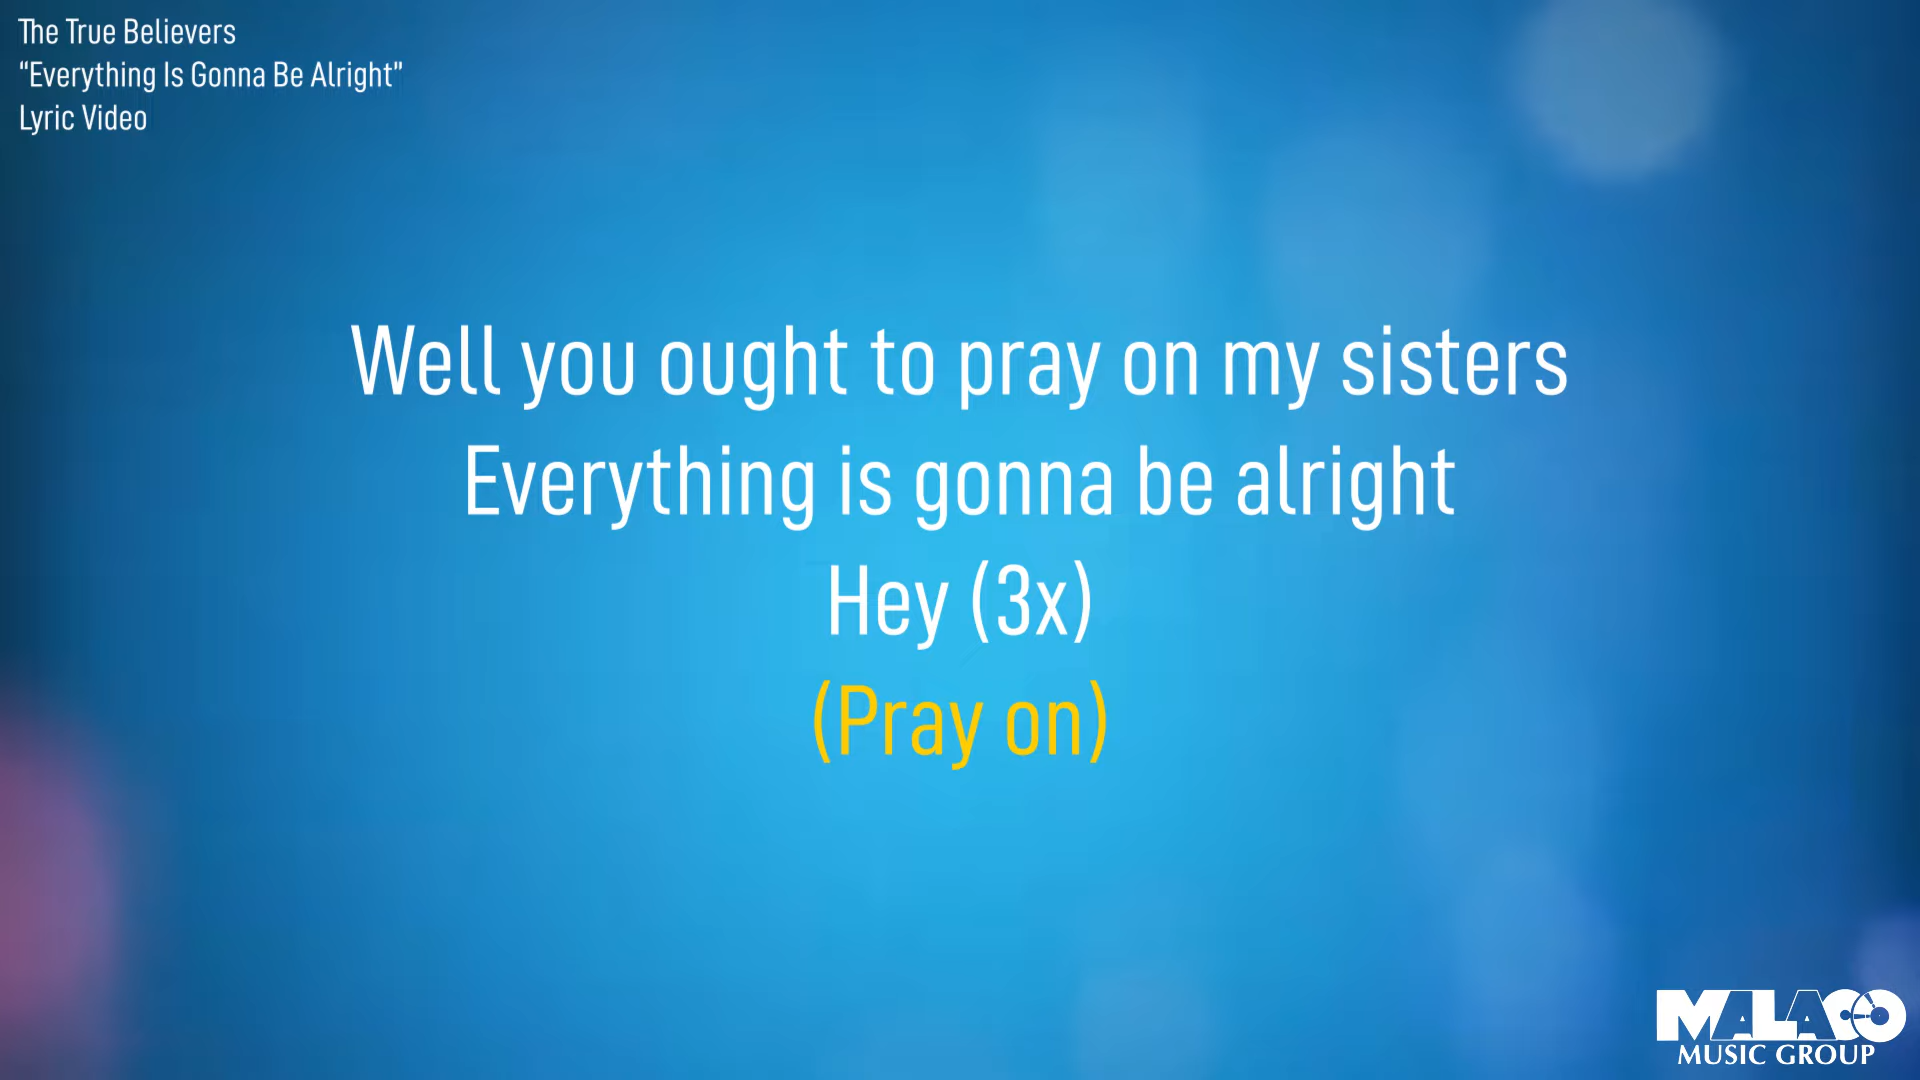 The True Believers
“Everything Is Gonna Be Alright”
Lyric Video
Well you ought to pray on my sisters
Everything is gonna be alright
Hey (3x)
(Pray on)
MALACO
MUSIC GROUP